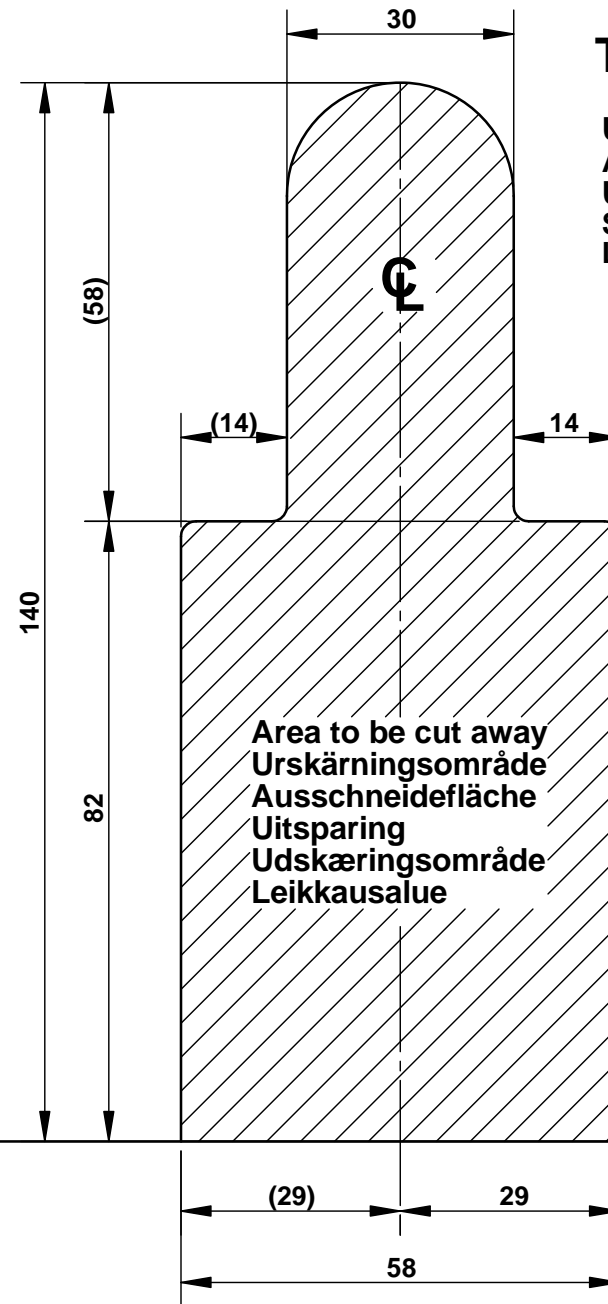 30
(58)
℄
(14)
14
140
82
Area to be cut away
Urskärningsområde
Ausschneidefläche
Uitsparing
Udskæringsområde
Leikkausalue
(29)
29
58